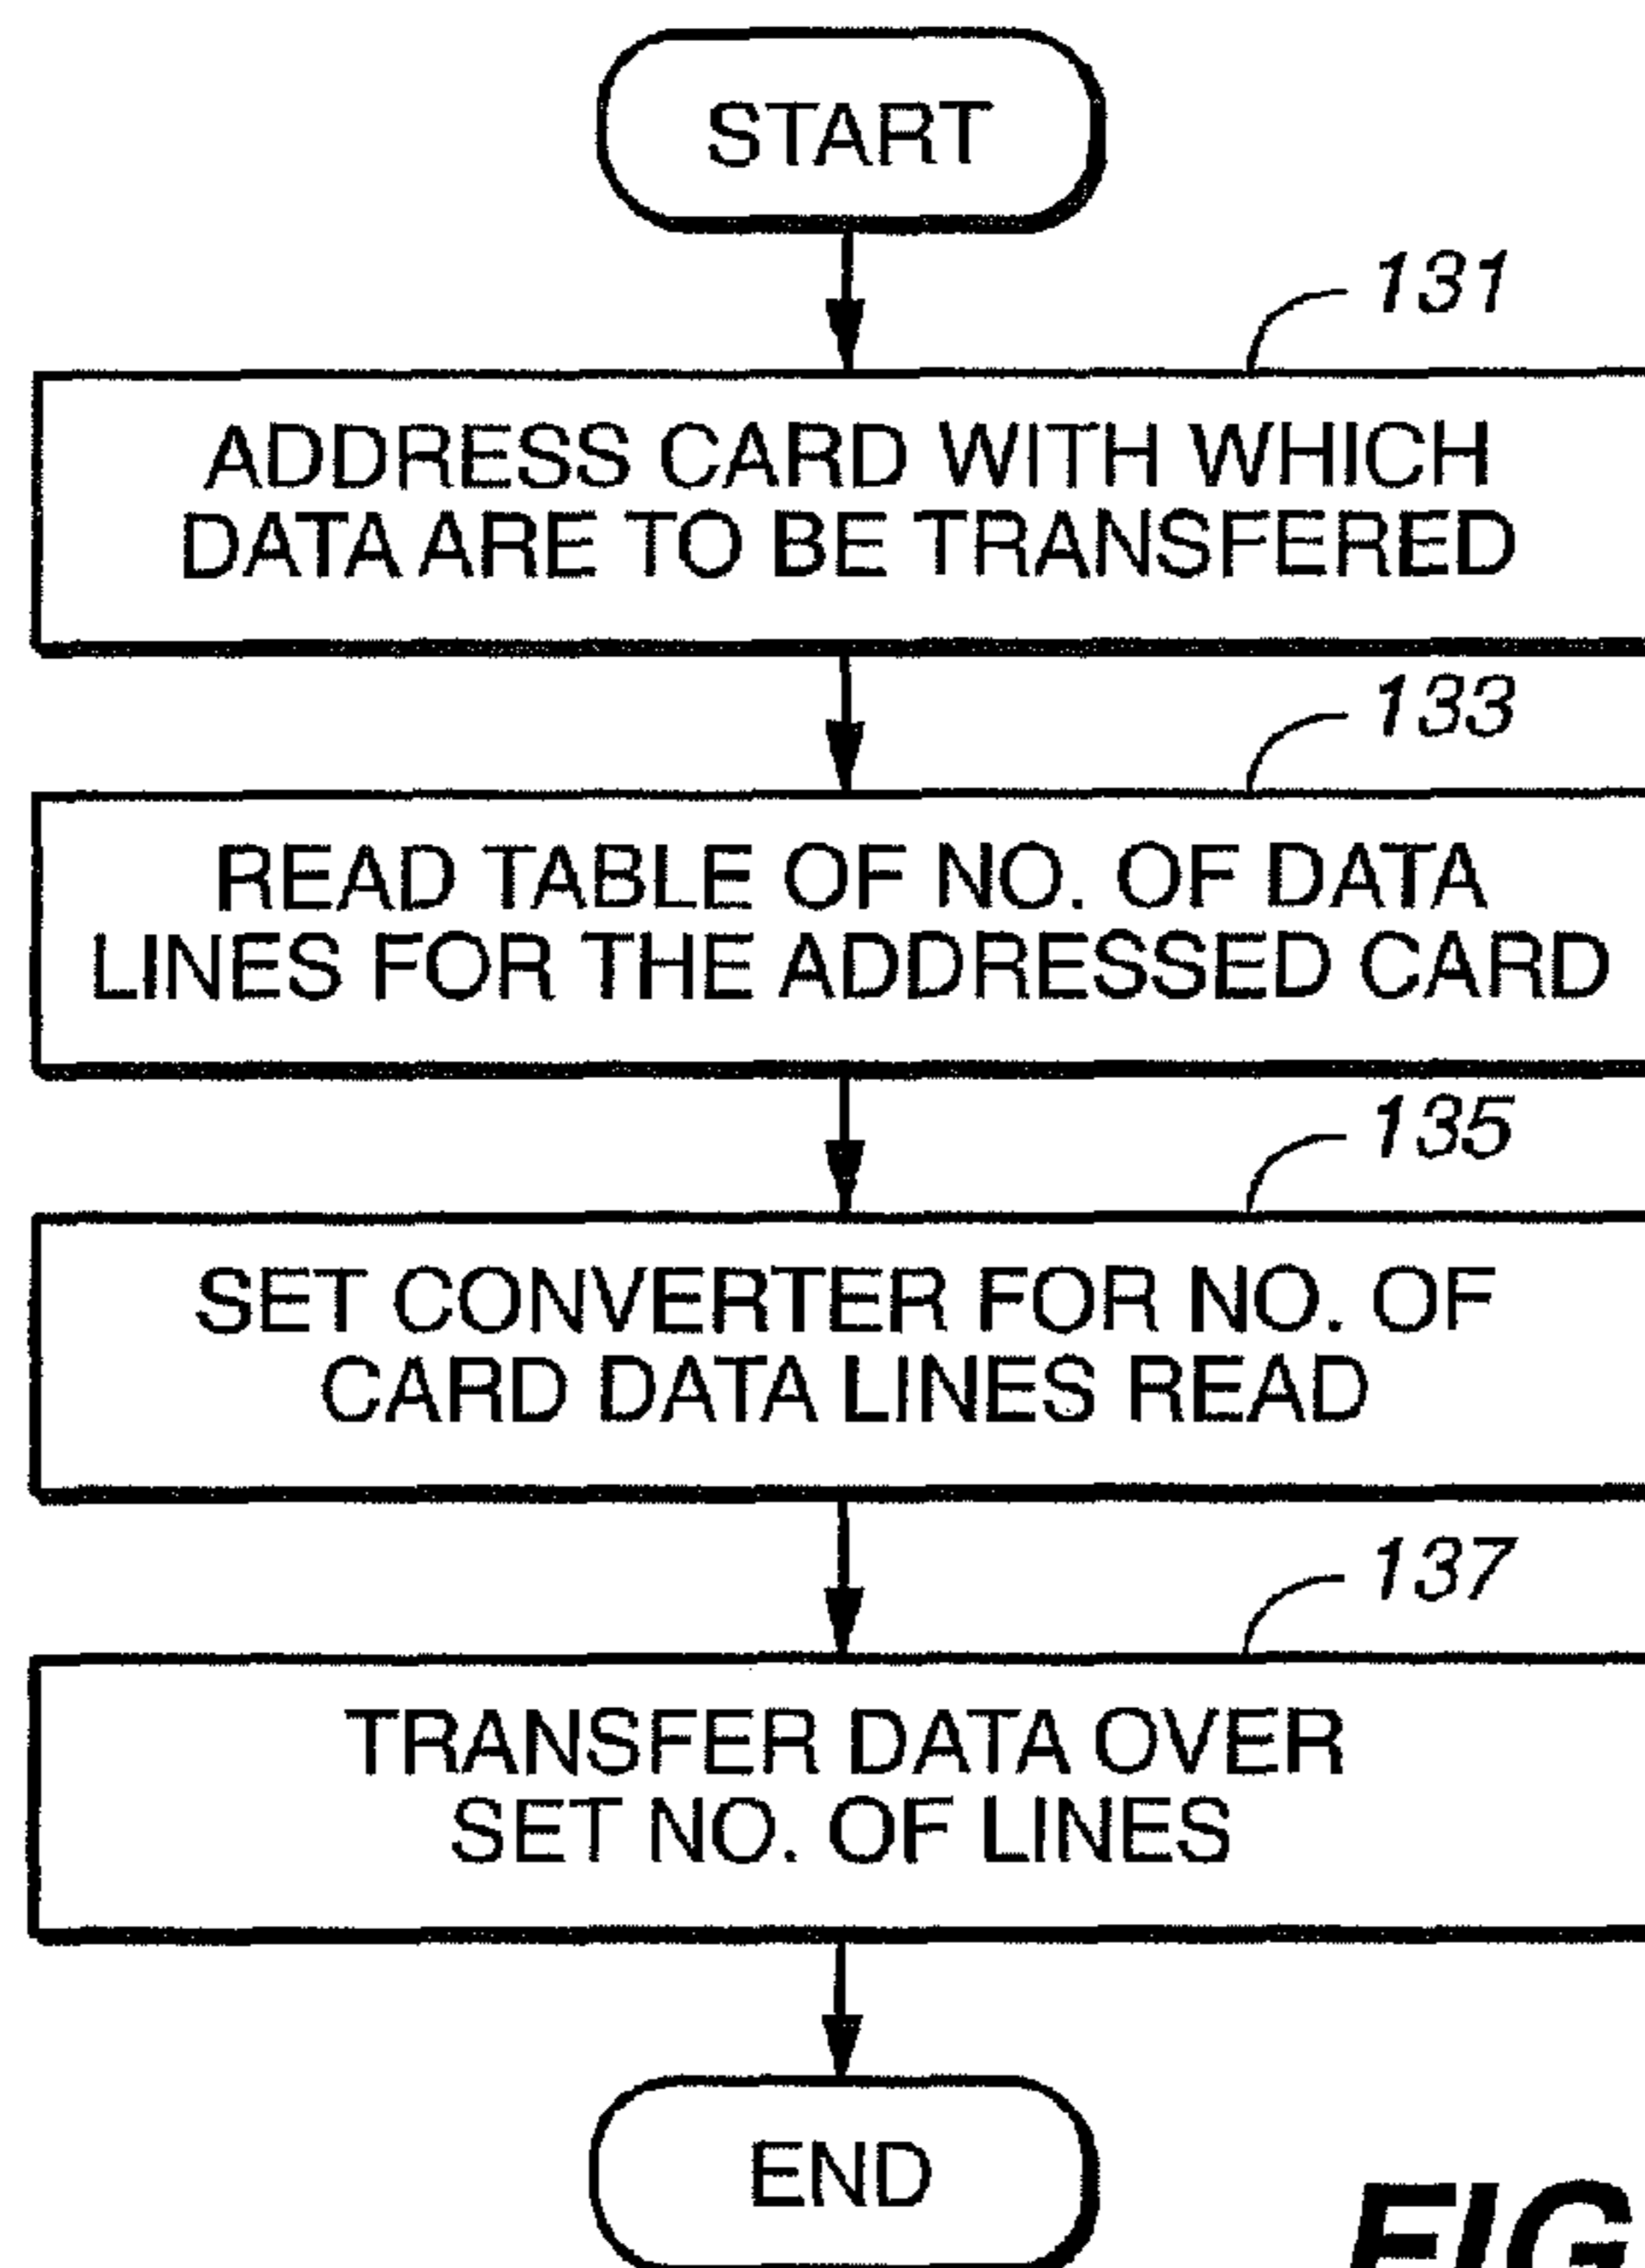 START
131
ADDRESS CARD WITH WHICH
DATA ARE TO BE TRANSFERED
133
READ TABLE OF NO. OF DATA
LINES FOR THE ADDRESSED CARD
135
SET CONVERTER FOR NO. OF
CARD DATA LINES READ
137
TRANSFER DATA OVER
SET NO. OF LINES
END
FIG